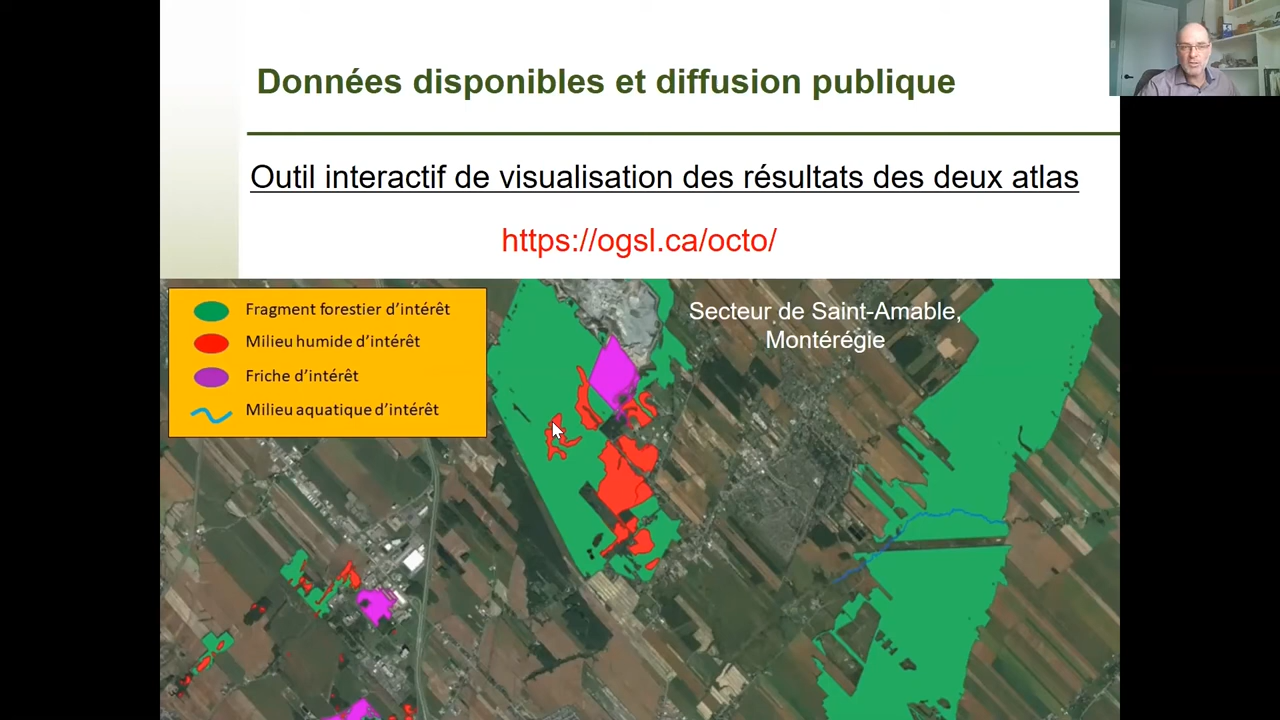 Données disponibles et diffusion publique
Outil interactif de visualisation des résultats des deux atlas
https://ogsl.ca/octo/
Fragment forestier d'intérêt
Milieu humide d'intérêt
Friche d'intérêt
Milieu aquatique d'intérêt
Secteur de Saint-Amable,
Montérégie